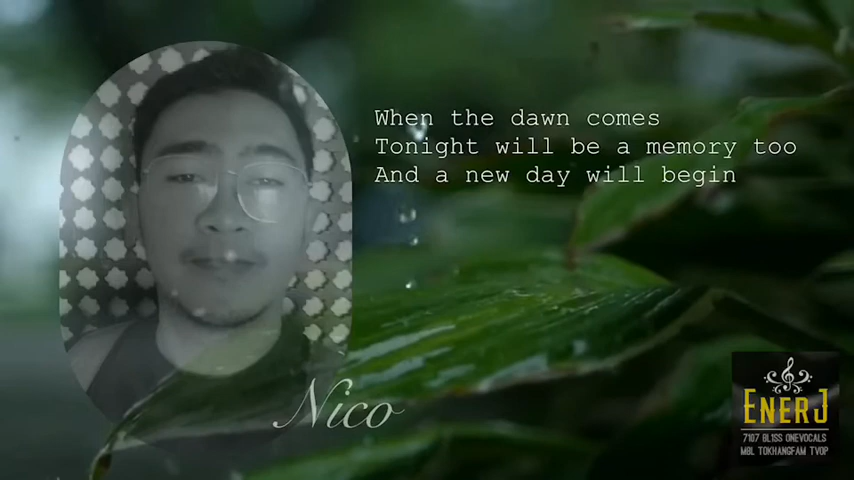 When the dawn comes
Tonight will be a memory too
And a new day will begin
Nico
ENERJ
7107 BL1SS ONEVOCALS
MBL TOKHANGFAM TVOP